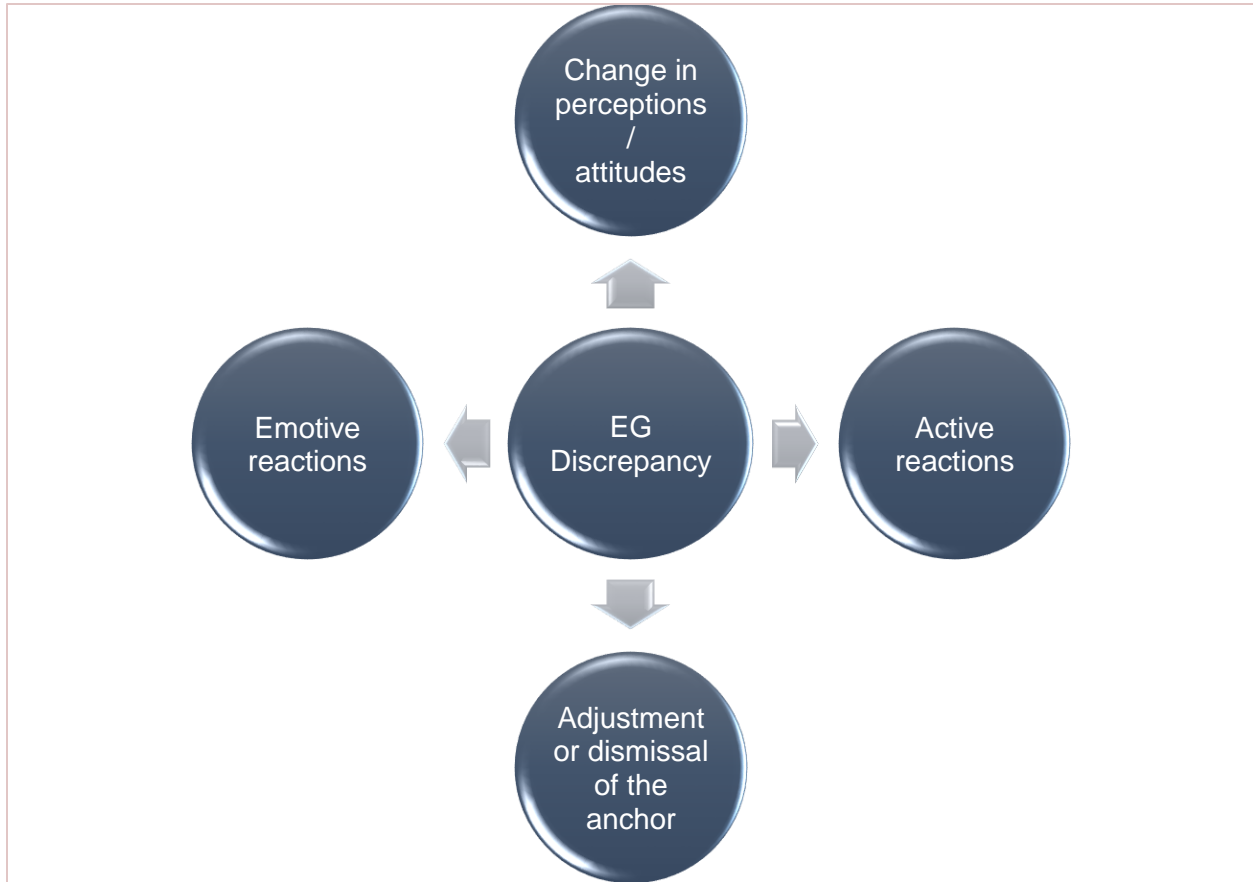 Change in
perceptions
/
attitudes
Emotive
reactions
EG
Discrepancy
Active
reactions
Adjustment
or dismissal
of the
anchor